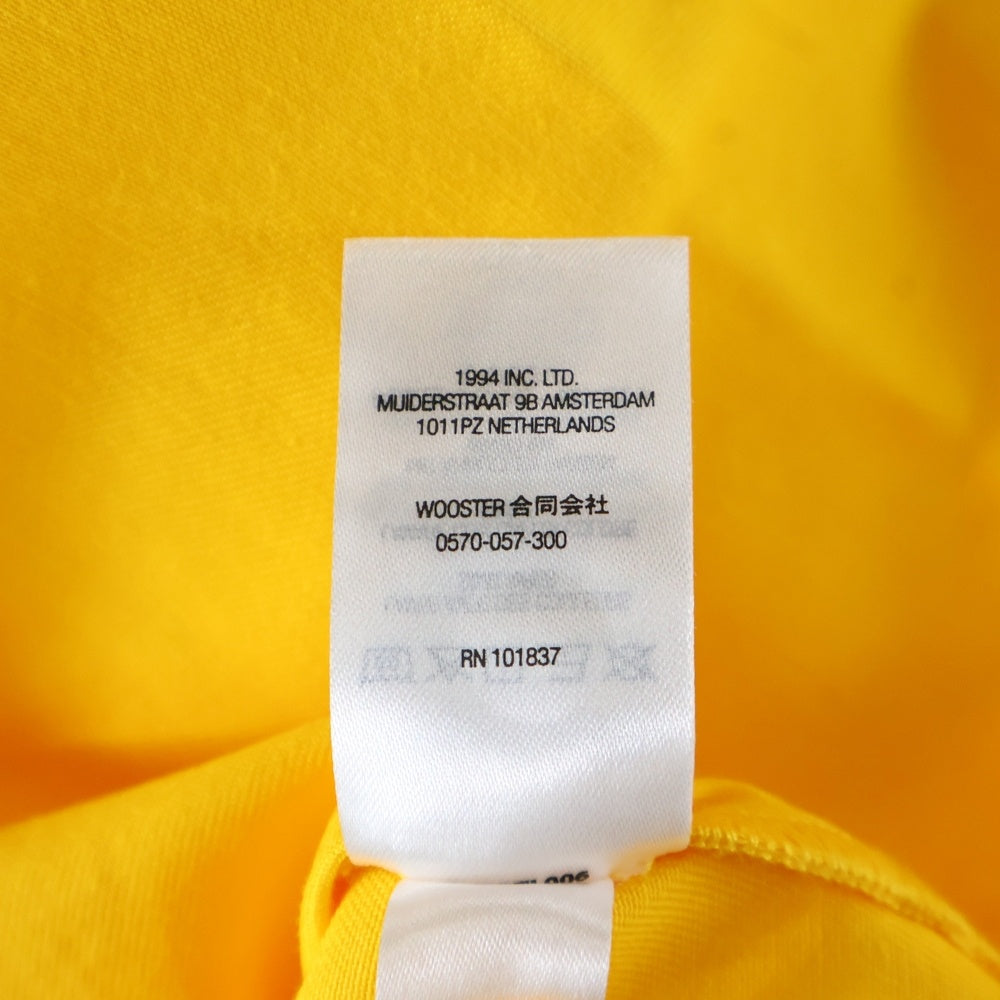 1994 INC. LTD.
MUIDERSTRAAT 9B AMSTERDAM
1011PZ NETHERLANDS
WOOSTER 合同会社
0570-057-300
RN 101837